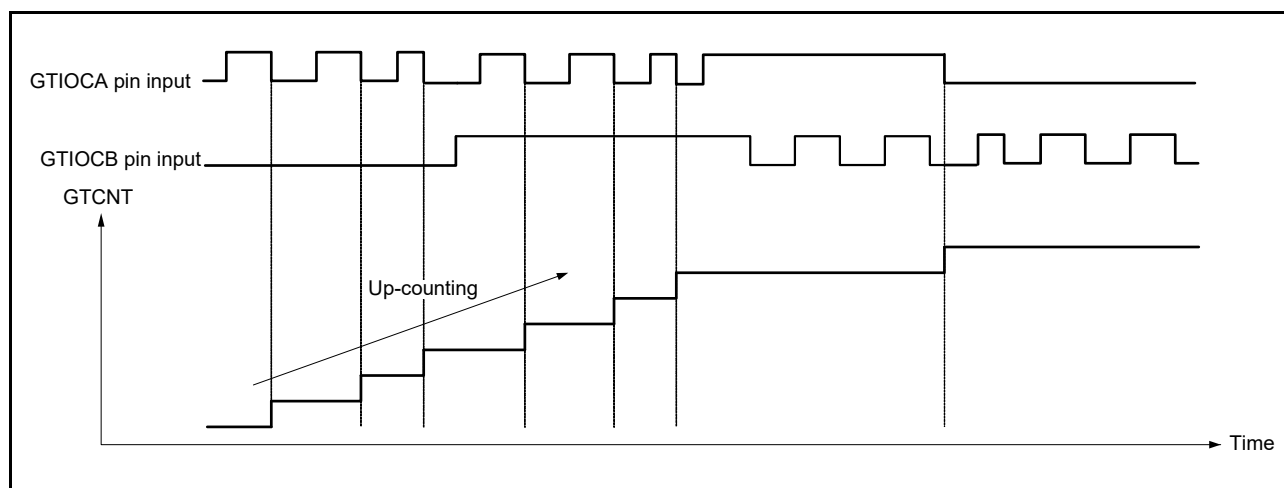 GTIOCA pin input
GTIOCB pin input
GTCNT
Up-counting
Time